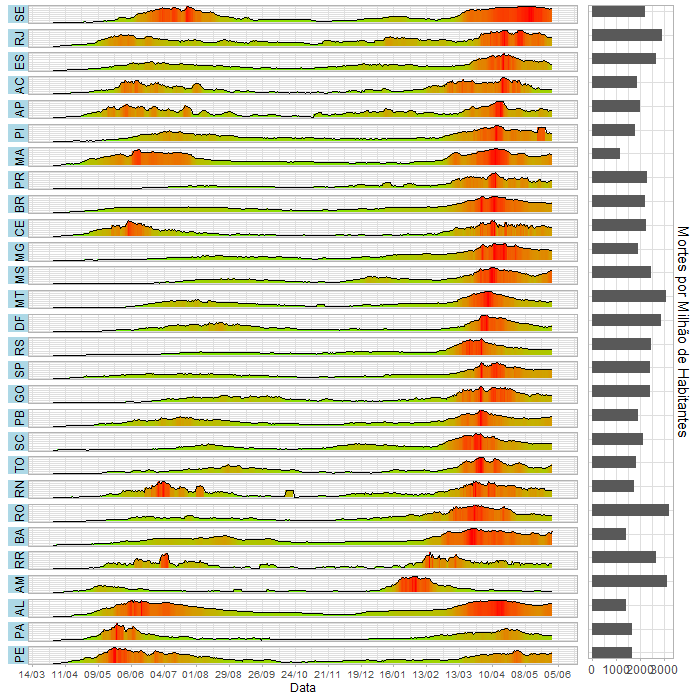 SE
RJ
ES
AC
AP
PI
MA
PR
BR
CE
MG
MS
MT
DF
RS
SP
GO
PB
SC
TO
RN
RO
BA
RR
AM
AL
PA
PE
14/03 11/04 09/05 06/06 04/07 01/08 29/08 26/09 24/10 21/11 19/12 16/01 13/02 13/03 10/04 08/05 05/06
Data
0 1000 2000 3000
Mortes por Milhão de Habitantes